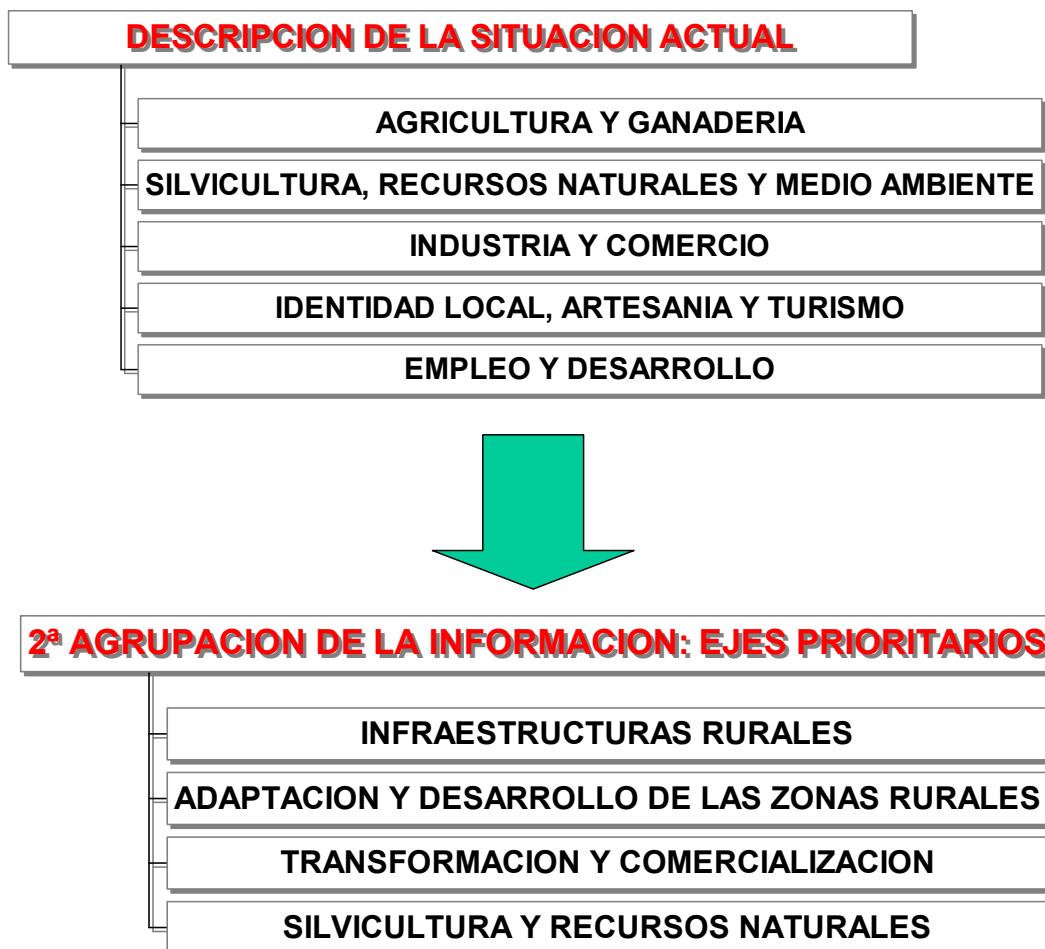 DESCRIPCION DE LA SITUACION ACTUAL
AGRICULTURA Y GANADERIA
SILVICULTURA, RECURSOS NATURALES Y MEDIO AMBIENTE
INDUSTRIA Y COMERCIO
IDENTIDAD LOCAL, ARTESANIA Y TURISMO
EMPLEO Y DESARROLLO
2ª AGRUPACION DE LA INFORMACION: EJES PRIORITARIOS
INFRAESTRUCTURAS RURALES
ADAPTACION Y DESARROLLO DE LAS ZONAS RURALES
TRANSFORMACION Y COMERCIALIZACION
SILVICULTURA Y RECURSOS NATURALES